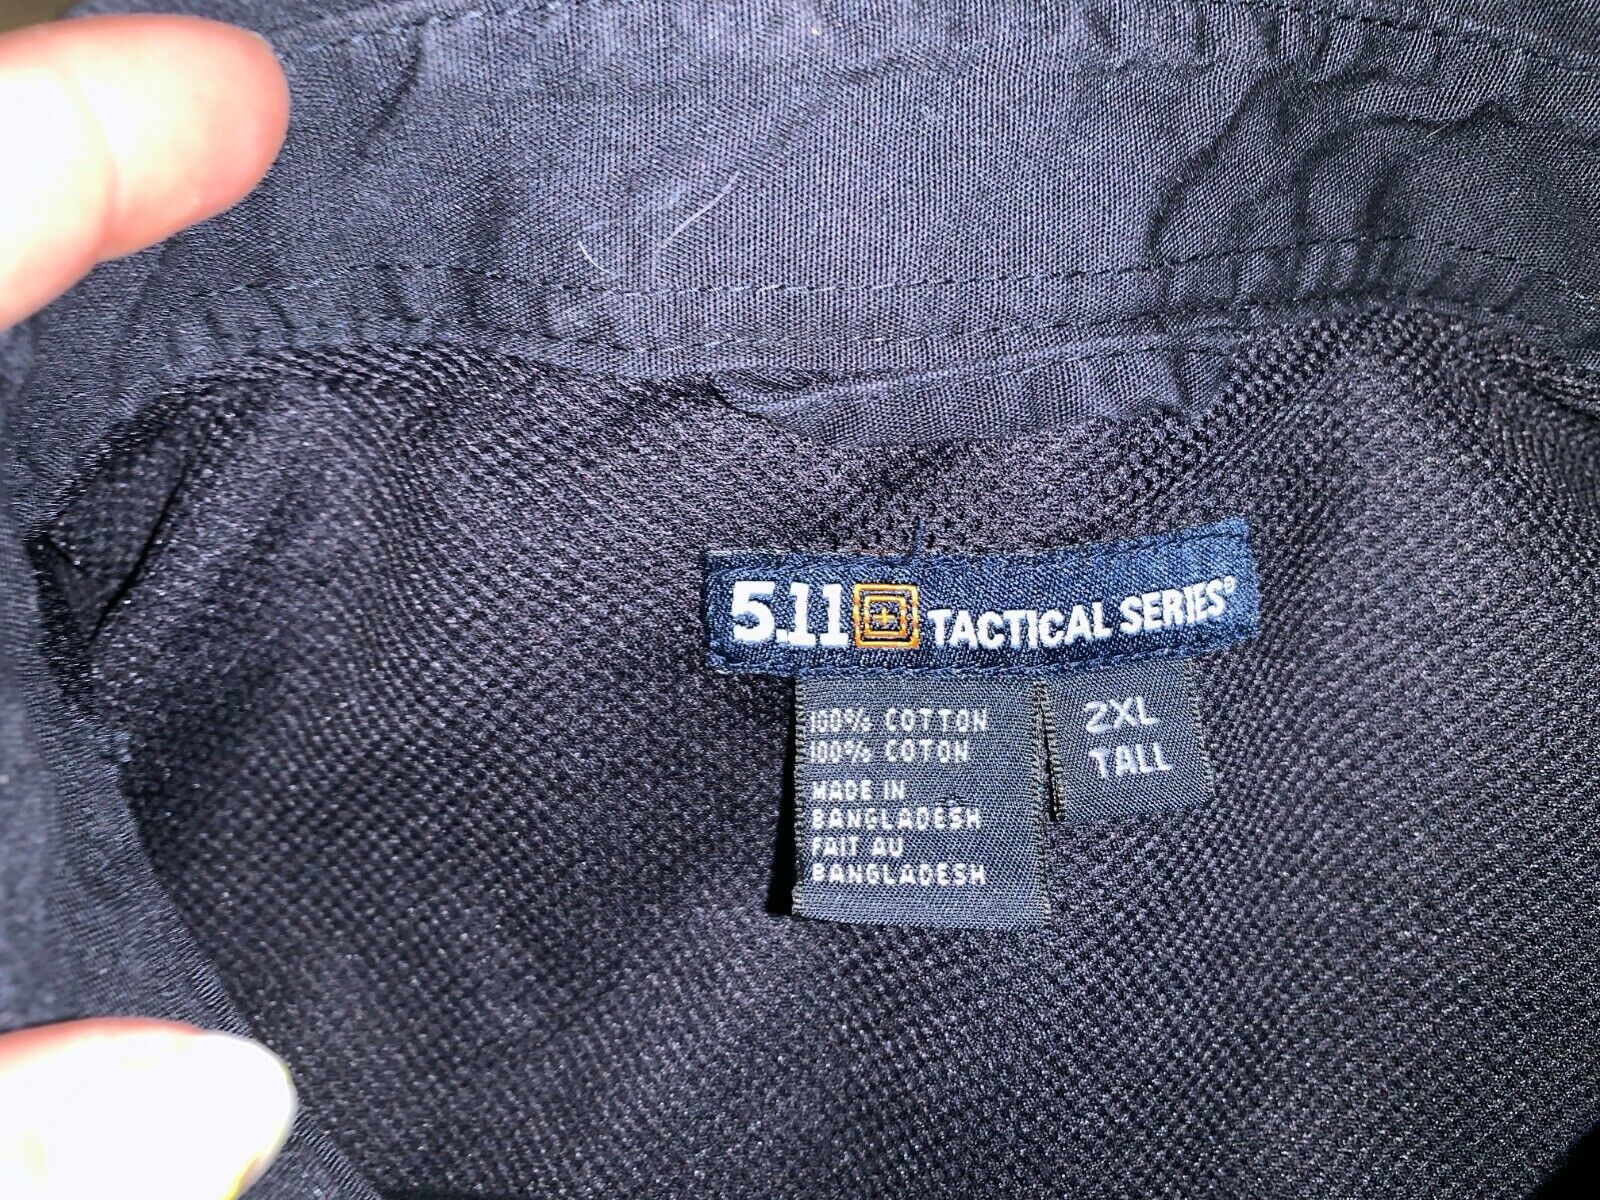 5.11 TACTICAL SERIES®
100% COTTON
100% COTON
MADE IN
BANGLADESH
FAIT AU
BANGLADESH
2XL
TALL